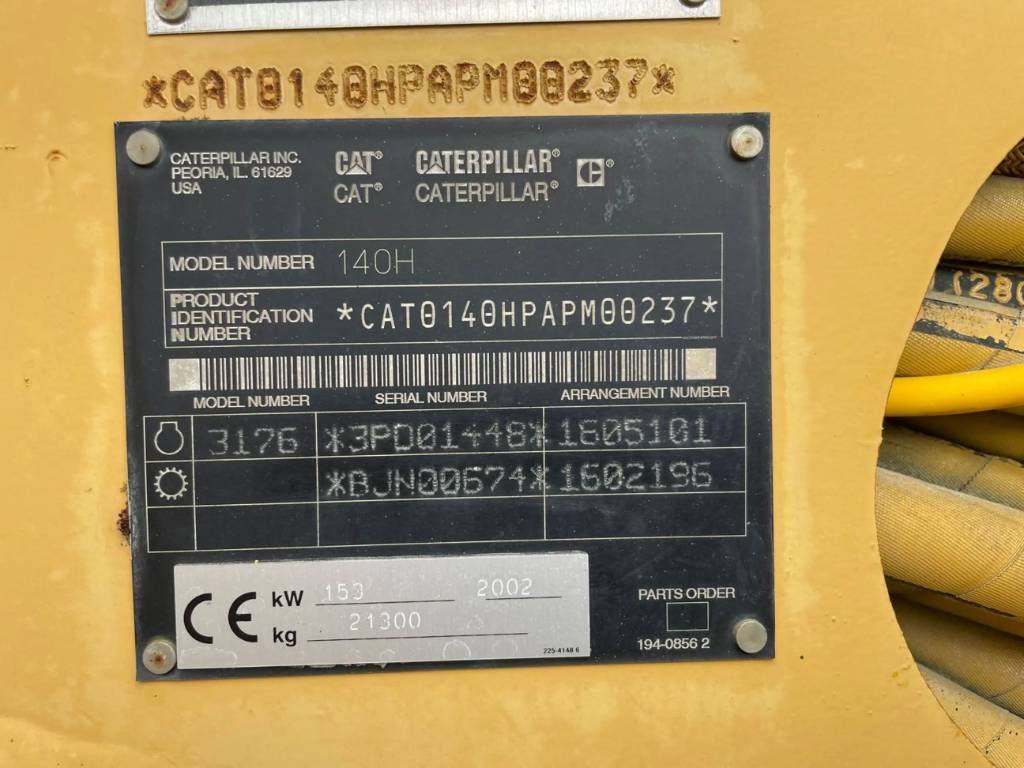 *CAT0140HPAPM00237*
CATERPILLAR INC.
PEORIA, IL. 61629
USA
CAT® CATERPILLAR® C®
CAT® CATERPILLAR®
MODEL NUMBER 140H
PRODUCT
IDENTIFICATION
NUMBER
*CAT0140HPAPM00237*
MODEL NUMBER SERIAL NUMBER ARRANGEMENT NUMBER
3176 *3PD01448* 1605101
*BJN00674* 1602196
CE kW 153 2002
kg 21300
225-4148 6
PARTS ORDER
194-0856 2
(280